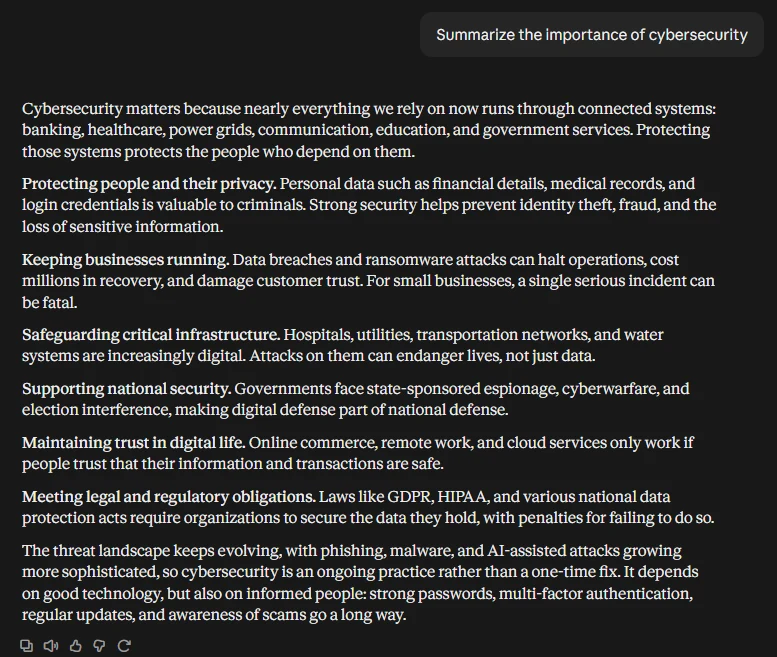 Summarize the importance of cybersecurity
Cybersecurity matters because nearly everything we rely on now runs through connected systems:
banking, healthcare, power grids, communication, education, and government services. Protecting
those systems protects the people who depend on them.
Protecting people and their privacy. Personal data such as financial details, medical records, and
login credentials is valuable to criminals. Strong security helps prevent identity theft, fraud, and the
loss of sensitive information.
Keeping businesses running. Data breaches and ransomware attacks can halt operations, cost
millions in recovery, and damage customer trust. For small businesses, a single serious incident can
be fatal.
Safeguarding critical infrastructure. Hospitals, utilities, transportation networks, and water
systems are increasingly digital. Attacks on them can endanger lives, not just data.
Supporting national security. Governments face state-sponsored espionage, cyberwarfare, and
election interference, making digital defense part of national defense.
Maintaining trust in digital life. Online commerce, remote work, and cloud services only work if
people trust that their information and transactions are safe.
Meeting legal and regulatory obligations. Laws like GDPR, HIPAA, and various national data
protection acts require organizations to secure the data they hold, with penalties for failing to do so.
The threat landscape keeps evolving, with phishing, malware, and AI-assisted attacks growing
more sophisticated, so cybersecurity is an ongoing practice rather than a one-time fix. It depends
on good technology, but also on informed people: strong passwords, multi-factor authentication,
regular updates, and awareness of scams go a long way.